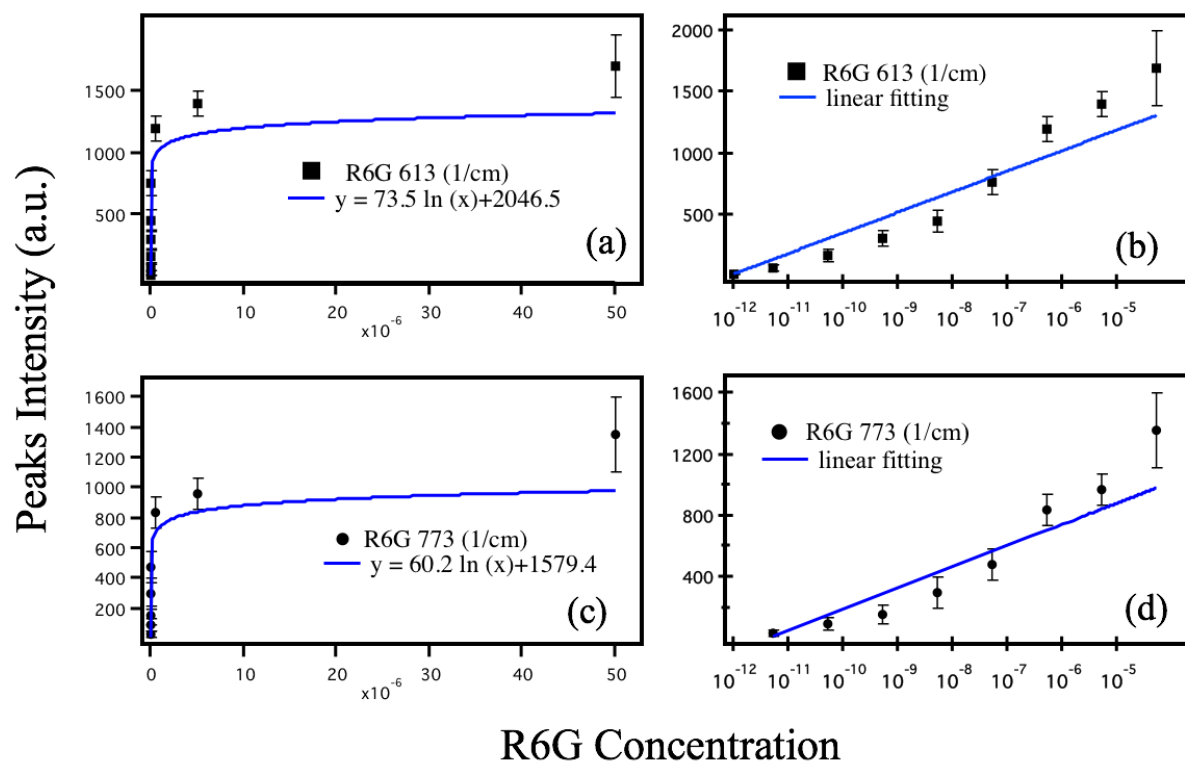 Peaks Intensity (a.u.)
1500
1000
500
R6G 613 (1/cm)
y = 73.5 ln (x)+2046.5
(a)
0 10 20 30 40 50
x10-6
2000
1500
1000
500
R6G 613 (1/cm)
linear fitting
(b)
10-12 10-11 10-10 10-9 10-8 10-7 10-6 10-5
1600
1400
1200
1000
800
600
400
200
R6G 773 (1/cm)
y = 60.2 ln (x)+1579.4
(c)
0 10 20 30 40 50
x10-6
1600
1200
800
400
R6G 773 (1/cm)
linear fitting
(d)
10-12 10-11 10-10 10-9 10-8 10-7 10-6 10-5
R6G Concentration